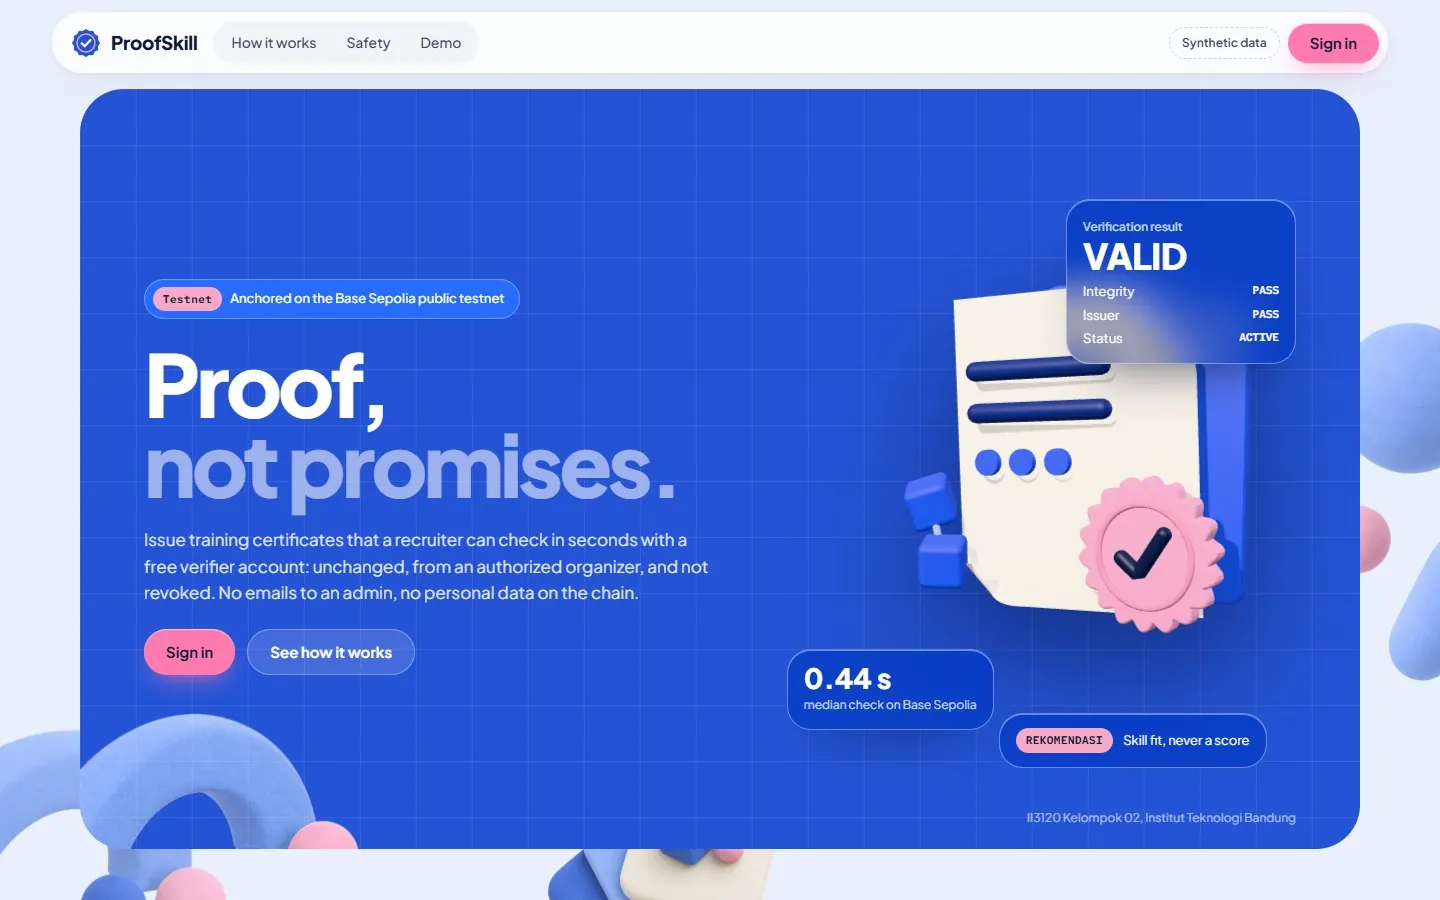 ProofSkill
How it works
Safety
Demo
Synthetic data
Sign in
Testnet
Anchored on the Base Sepolia public testnet
Proof,
not promises.
Issue training certificates that a recruiter can check in seconds with a
free verifier account: unchanged, from an authorized organizer, and not
revoked. No emails to an admin, no personal data on the chain.
Sign in
See how it works
Verification result
VALID
Integrity PASS
Issuer PASS
Status ACTIVE
0.44 s
median check on Base Sepolia
REKOMENDASI
Skill fit, never a score
II3120 Kelompok 02, Institut Teknologi Bandung